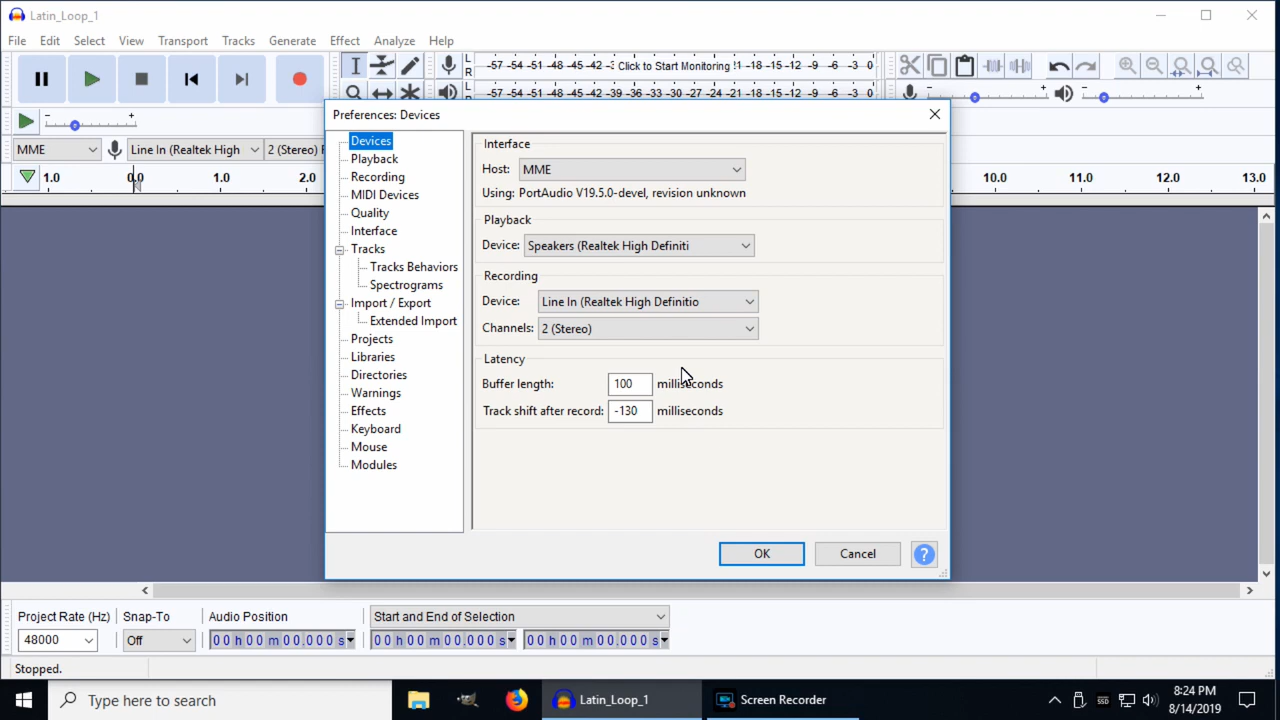 Latin_Loop_1
File Edit Select View Transport Tracks Generate Effect Analyze Help
L
R
-57 -54 -51 -48 -45 -42 -3 Click to Start Monitoring !1 -18 -15 -12 -9 -6 -3 0
-57 -54 -51 -48 -45 -42 -39 -36 -33 -30 -27 -24 -21 -18 -15 -12 -9 -6 -3 0
L
Preferences: Devices
- +
- +
- +
MME Line In (Realtek High 2 (Stereo)
1.0 0.0 1.0 2.0 10.0 11.0 12.0 13.0
Devices
Playback
Recording
MIDI Devices
Quality
Interface
Tracks
Tracks Behaviors
Spectrograms
Import / Export
Extended Import
Projects
Libraries
Directories
Warnings
Effects
Keyboard
Mouse
Modules
Interface
Host: MME
Using: PortAudio V19.5.0-devel, revision unknown
Playback
Device: Speakers (Realtek High Definiti
Recording
Device: Line In (Realtek High Definitio
Channels: 2 (Stereo)
Latency
Buffer length: 100 milliseconds
Track shift after record: -130 milliseconds
OK Cancel ?
Project Rate (Hz) Snap-To Audio Position Start and End of Selection
48000 Off 00 h 00 m 00.000 s 00 h 00 m 00.000 s 00 h 00 m 00.000 s
Stopped.
Type here to search Latin_Loop_1 Screen Recorder SSD
8:24 PM
8/14/2019